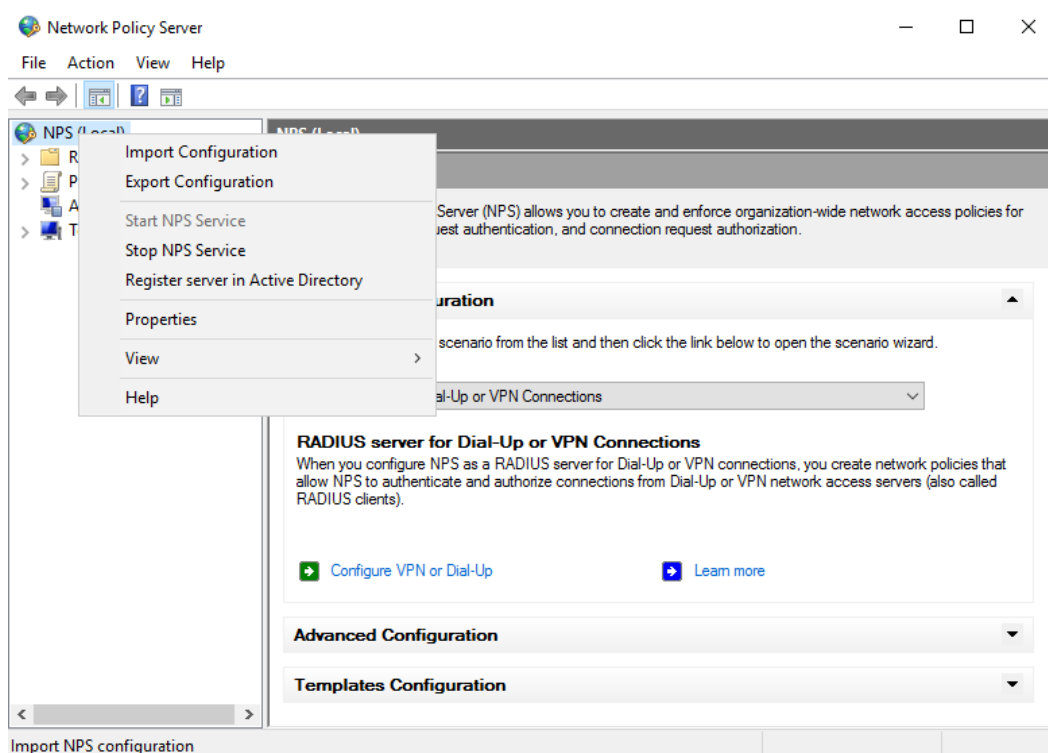 Network Policy Server
File Action View Help
NPS (Local)
NPS (Local)
R
P
A
T
Import Configuration
Export Configuration
Start NPS Service
Stop NPS Service
Register server in Active Directory
Properties
View
Help
Server (NPS) allows you to create and enforce organization-wide network access policies for
est authentication, and connection request authorization.
uration
scenario from the list and then click the link below to open the scenario wizard.
al-Up or VPN Connections
RADIUS server for Dial-Up or VPN Connections
When you configure NPS as a RADIUS server for Dial-Up or VPN connections, you create network policies that
allow NPS to authenticate and authorize connections from Dial-Up or VPN network access servers (also called
RADIUS clients).
Configure VPN or Dial-Up
Learn more
Advanced Configuration
Templates Configuration
Import NPS configuration